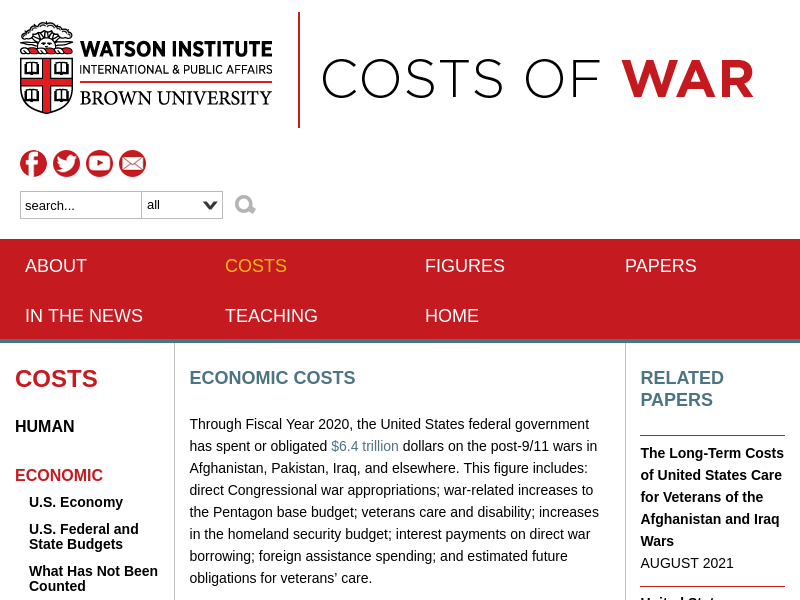 WATSON INSTITUTE
INTERNATIONAL & PUBLIC AFFAIRS
BROWN UNIVERSITY
COSTS OF WAR
search...
all
ABOUT
COSTS
FIGURES
PAPERS
IN THE NEWS
TEACHING
HOME
COSTS
HUMAN
ECONOMIC
U.S. Economy
U.S. Federal and
State Budgets
What Has Not Been
Counted
ECONOMIC COSTS
Through Fiscal Year 2020, the United States federal government
has spent or obligated $6.4 trillion dollars on the post-9/11 wars in
Afghanistan, Pakistan, Iraq, and elsewhere. This figure includes:
direct Congressional war appropriations; war-related increases to
the Pentagon base budget; veterans care and disability; increases
in the homeland security budget; interest payments on direct war
borrowing; foreign assistance spending; and estimated future
obligations for veterans’ care.
RELATED
PAPERS
The Long-Term Costs
of United States Care
for Veterans of the
Afghanistan and Iraq
Wars
AUGUST 2021